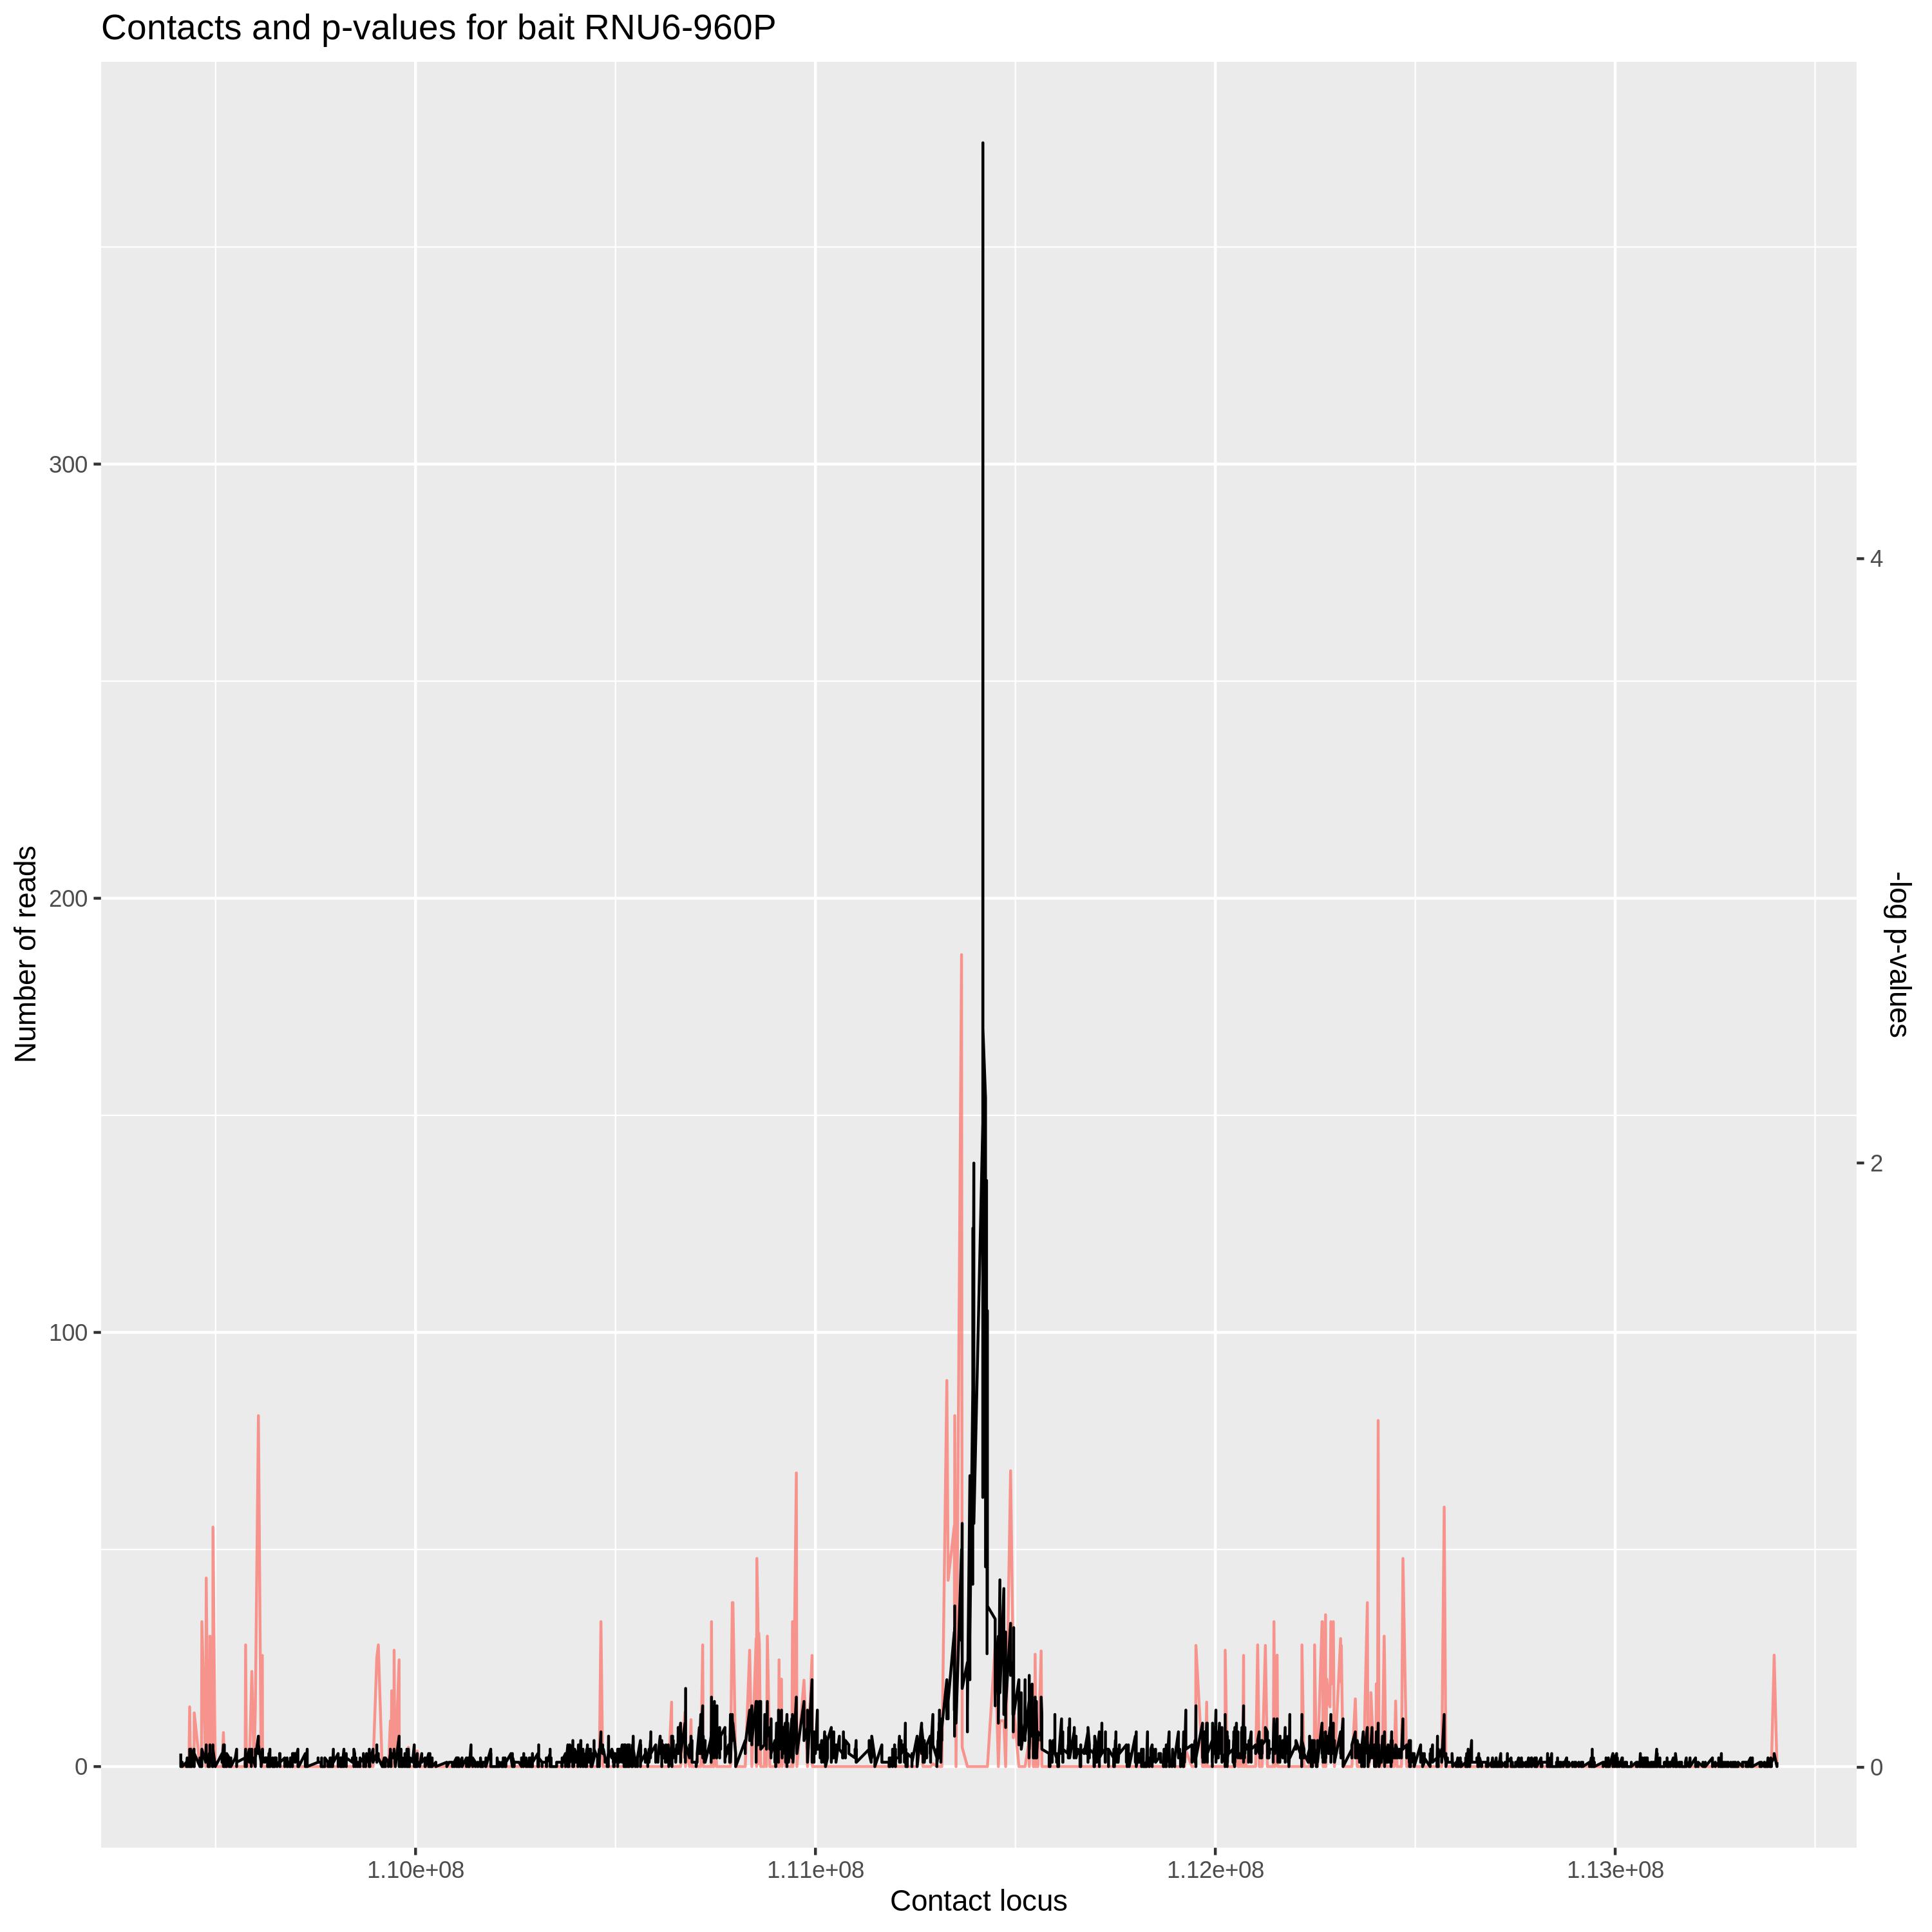 Contacts and p-values for bait RNU6-960P
300
200
100
0
Number of reads
4
2
0
-log p-values
1.10e+08
1.11e+08
1.12e+08
1.13e+08
Contact locus